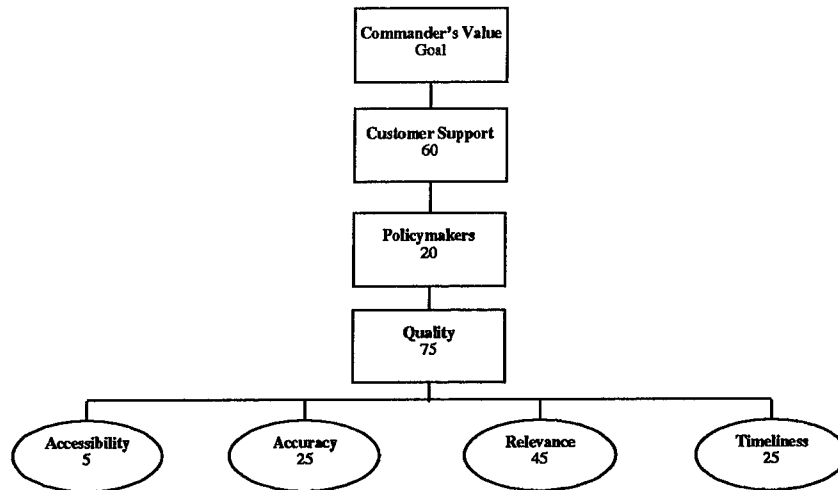 Commander's Value
Goal
Customer Support
60
Policymakers
20
Quality
75
Accessibility
5
Accuracy
25
Relevance
45
Timeliness
25